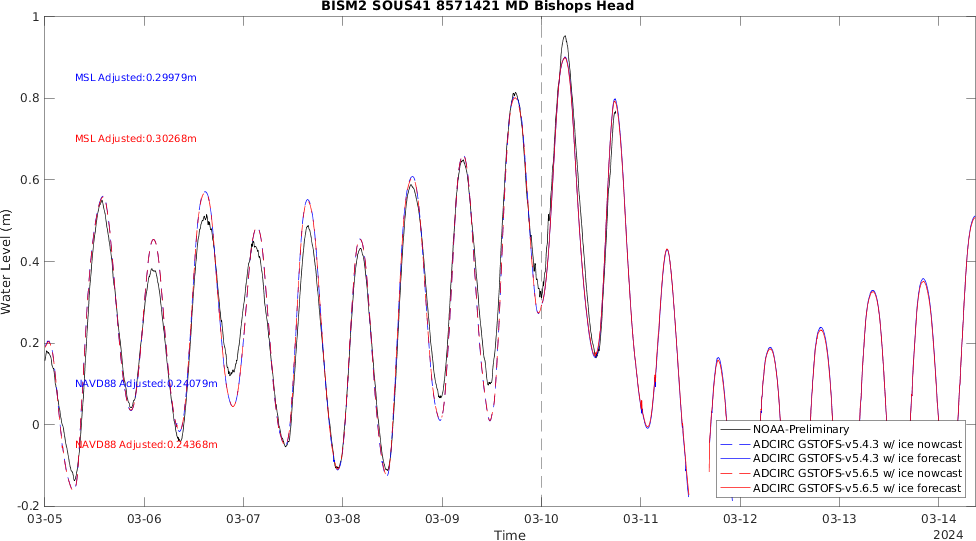 BISM2 SOUS41 8571421 MD Bishops Head
1
0.8
0.6
0.4
0.2
0
-0.2
Water Level (m)
MSL Adjusted:0.29979m
MSL Adjusted:0.30268m
NAVD88 Adjusted:0.24079m
NAVD88 Adjusted:0.24368m
NOAA-Preliminary
ADCIRC GSTOFS-v5.4.3 w/ ice nowcast
ADCIRC GSTOFS-v5.4.3 w/ ice forecast
ADCIRC GSTOFS-v5.6.5 w/ ice nowcast
ADCIRC GSTOFS-v5.6.5 w/ ice forecast
03-05 03-06 03-07 03-08 03-09 03-10 03-11 03-12 03-13 03-14
Time
2024